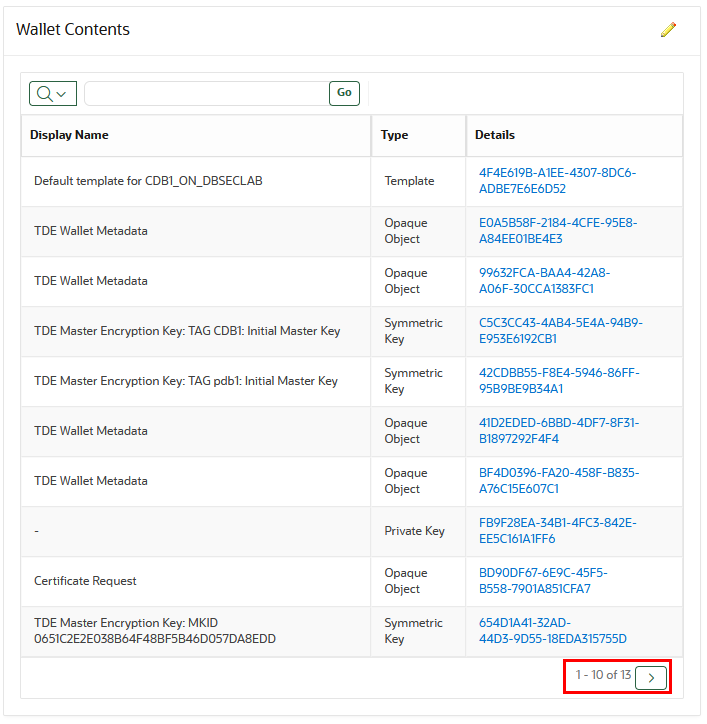 Wallet Contents
Go
Display Name Type Details
Default template for CDB1_ON_DBSECLAB Template 4F4E619B-A1EE-4307-8DC6-
ADBE7E6E6D52
TDE Wallet Metadata Opaque Object E0A5B58F-2184-4CFE-95E8-
A84EE01BE4E3
TDE Wallet Metadata Opaque Object 99632FCA-BAA4-42A8-
A06F-30CCA1383FC1
TDE Master Encryption Key: TAG CDB1: Initial Master Key Symmetric Key C5C3CC43-4AB4-5E4A-94B9-
E953E6192CB1
TDE Master Encryption Key: TAG pdb1: Initial Master Key Symmetric Key 42CDBB55-F8E4-5946-86FF-
95B9BE9B34A1
TDE Wallet Metadata Opaque Object 41D2EDED-6BBD-4DF7-8F31-
B1897292F4F4
TDE Wallet Metadata Opaque Object BF4D0396-FA20-458F-B835-
A76C15E607C1
- Private Key FB9F28EA-34B1-4FC3-842E-
EE5C161A1FF6
Certificate Request Opaque Object BD90DF67-6E9C-45F5-
B558-7901A851CFA7
TDE Master Encryption Key: MKID Symmetric 654D1A41-32AD-
0651C2E2E038B64F48BF5B46D057DA8EDD Key 44D3-9D55-18EDA315755D
1 - 10 of 13